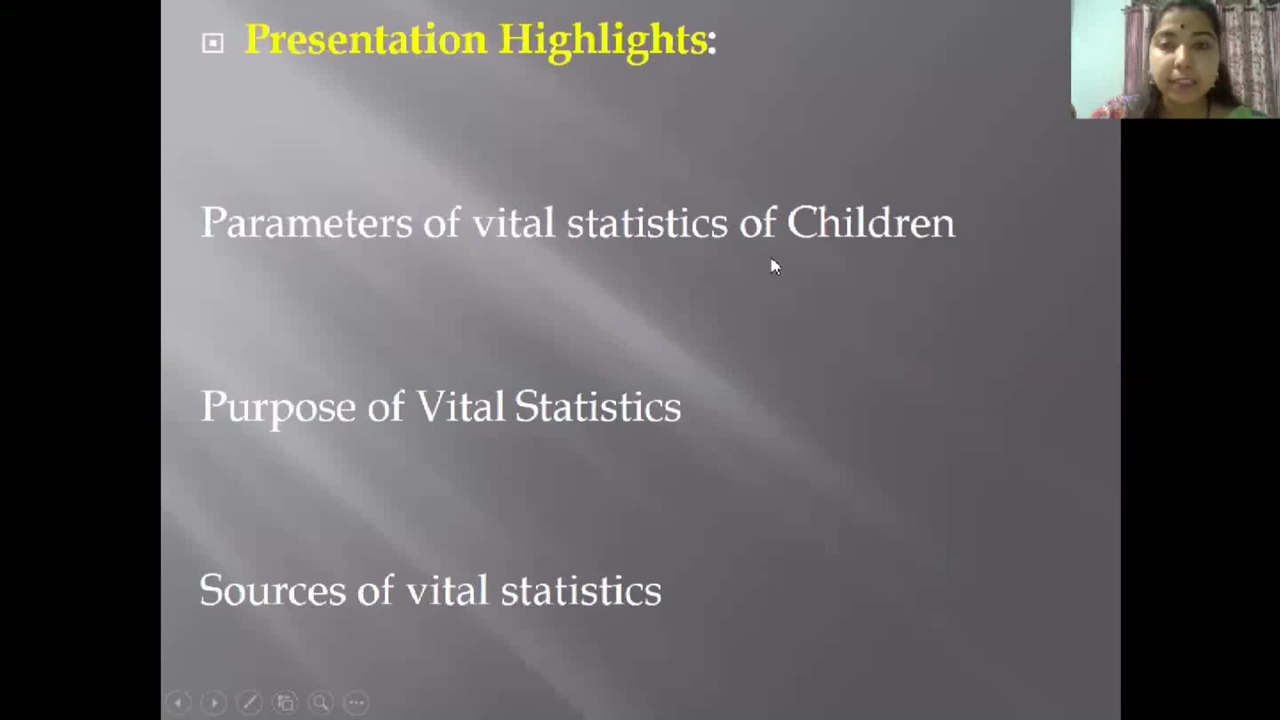 Presentation Highlights:
Parameters of vital statistics of Children
Purpose of Vital Statistics
Sources of vital statistics